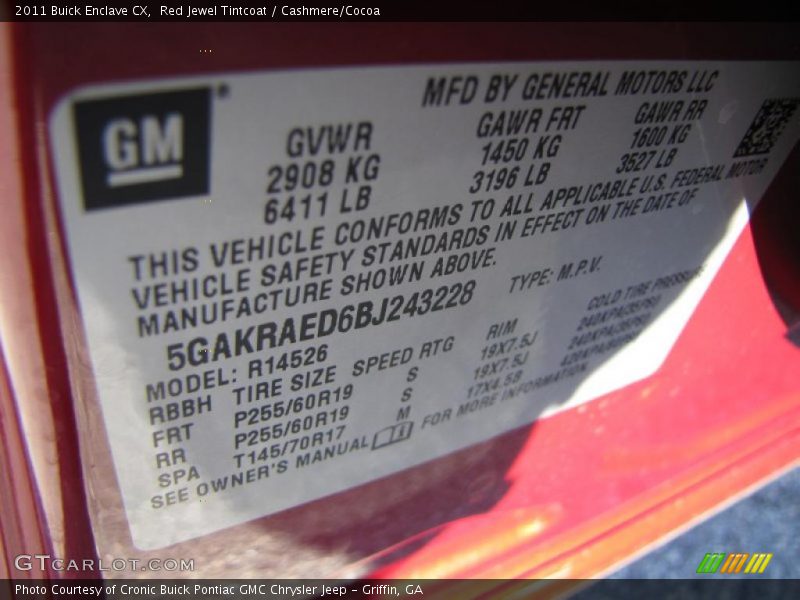 2011 Buick Enclave CX, Red Jewel Tintcoat / Cashmere/Cocoa
MFD BY GENERAL MOTORS LLC
GM
GVWR GAWR FRT GAWR RR
2908 KG 1450 KG 1600 KG
6411 LB 3196 LB 3527 LB
THIS VEHICLE CONFORMS TO ALL APPLICABLE U.S. FEDERAL MOTOR
VEHICLE SAFETY STANDARDS IN EFFECT ON THE DATE OF
MANUFACTURE SHOWN ABOVE.
5GAKRAED6BJ243228 TYPE: M.P.V.
MODEL: R14526
RBBH TIRE SIZE SPEED RTG RIM COLD TIRE PRESSURE
FRT P255/60R19 S 19X7.5J 240KPA(35PSI)
RR P255/60R19 S 19X7.5J 240KPA(35PSI)
SPA T145/70R17 M 17X4.5B
SEE OWNER'S MANUAL FOR MORE INFORMATION.
GTCARLOT.COM
Photo Courtesy of Cronic Buick Pontiac GMC Chrysler Jeep – Griffin, GA